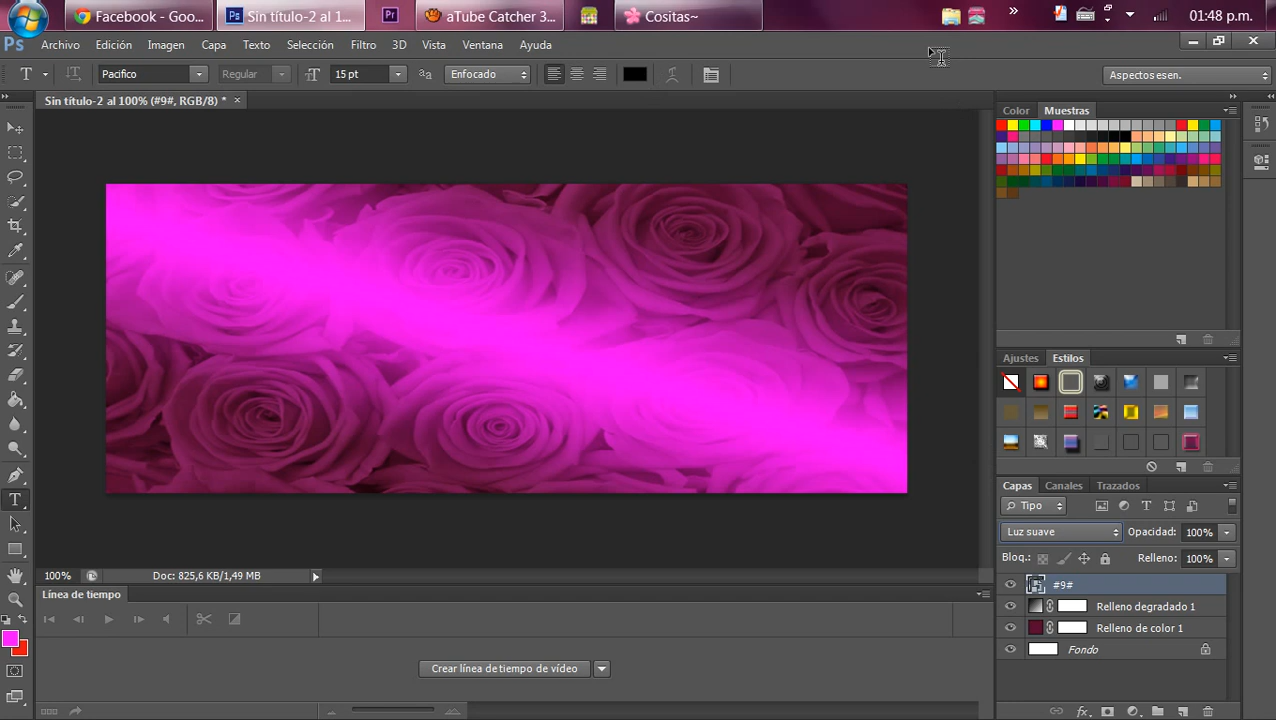 Facebook - Goo...
Ps
Sin título-2 al 1...
Pr
aTube Catcher 3...
Cositas~
»
01:48 p.m.
Ps
Archivo
Edición
Imagen
Capa
Texto
Selección
Filtro
3D
Vista
Ventana
Ayuda
T
Pacifico
Regular
15 pt
Enfocado
Aspectos esen.
Sin título-2 al 100% (#9#, RGB/8) * ×
Color
Muestras
Ajustes
Estilos
Capas
Canales
Trazados
Tipo
Luz suave
Opacidad: 100%
Bloq.:
Relleno: 100%
#9#
Relleno degradado 1
Relleno de color 1
Fondo
fx
100%
Doc: 825,6 KB/1,49 MB
Línea de tiempo
Crear línea de tiempo de vídeo